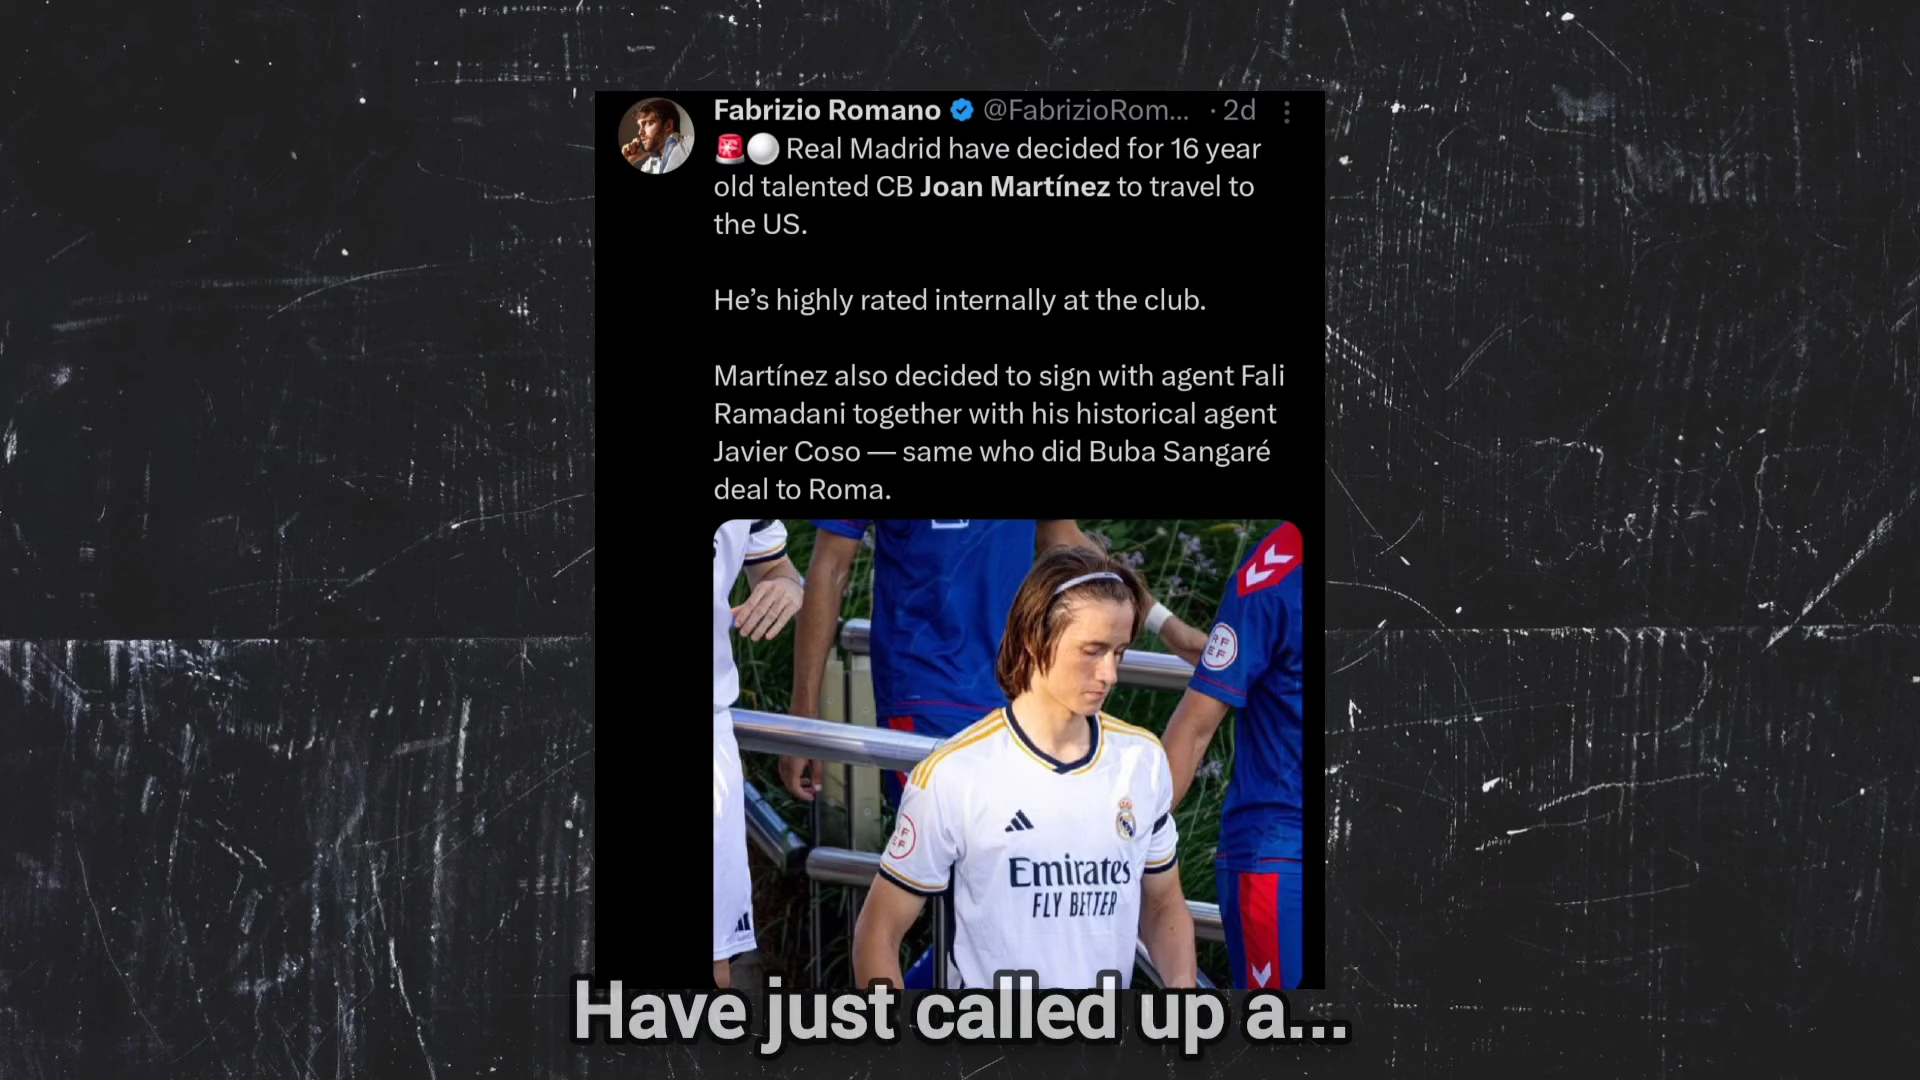 Fabrizio Romano @FabrizioRom... · 2d
🚨⚪ Real Madrid have decided for 16 year
old talented CB Joan Martínez to travel to
the US.
He’s highly rated internally at the club.
Martínez also decided to sign with agent Fali
Ramadani together with his historical agent
Javier Coso — same who did Buba Sangaré
deal to Roma.
RF
EF
Emirates
FLY BETTER
Have just called up a...